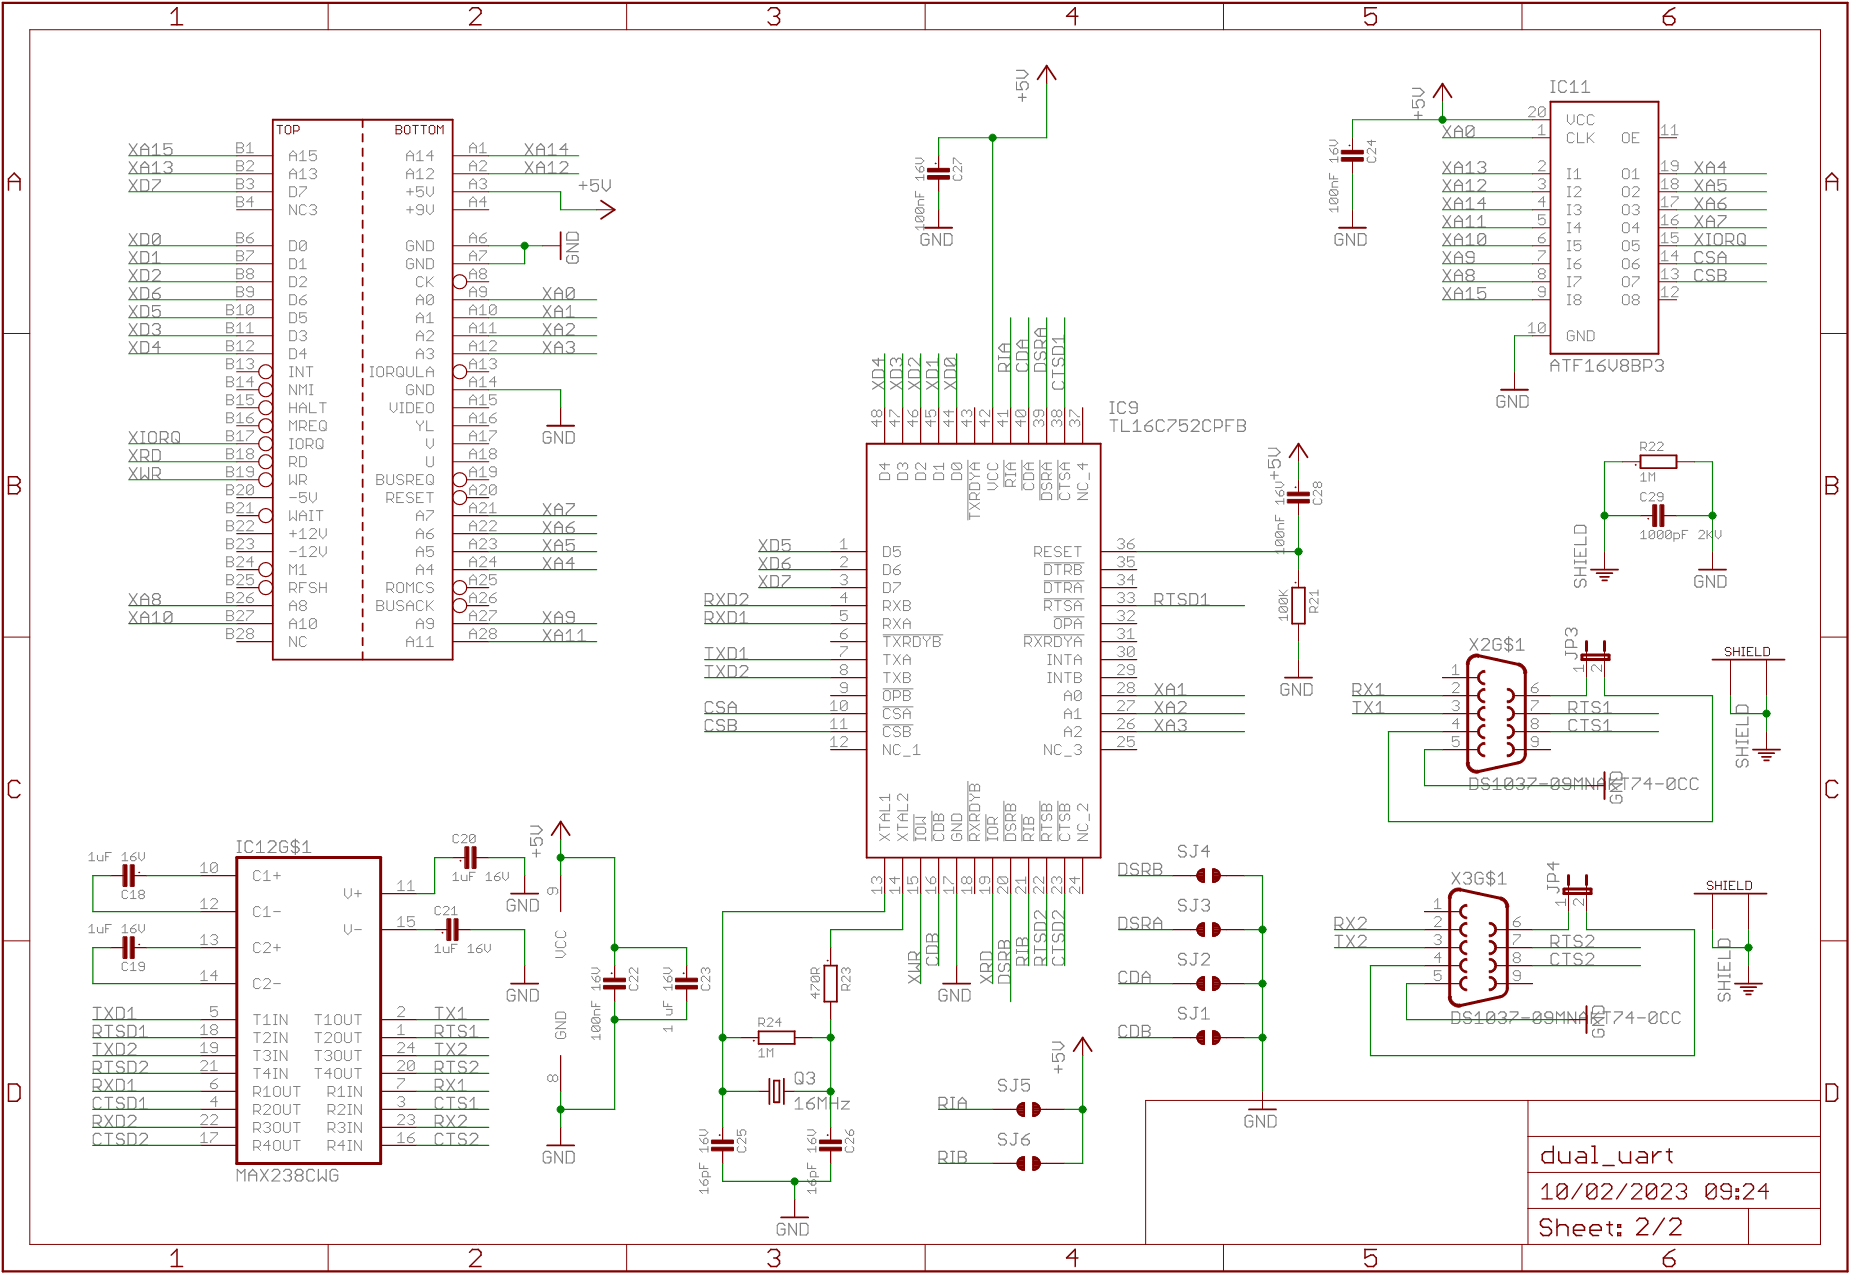 1 2 3 4 5 6
A
B
C
D
TOP BOTTOM
XA15 B1 A15 A14 A1 XA14
XA13 B2 A13 A12 A2 XA12
XD7 B3 D7 +5V A3 +5V
B4 NC3 +9V A4
XD0 B6 D0 GND A6 GND
XD1 B7 D1 GND A7
XD2 B8 D2 CK A8
XD6 B9 D6 A0 A9 XA0
XD5 B10 D5 A1 A10 XA1
XD3 B11 D3 A2 A11 XA2
XD4 B12 D4 A3 A12 XA3
B13 INT IORQULA A13
B14 NMI GND A14
B15 HALT VIDEO A15
B16 MREQ YL A16
XIORQ B17 IORQ V A17
XRD B18 RD U A18
XWR B19 WR BUSREQ A19
B20 -5V RESET A20
B21 WAIT A7 A21 XA7
B22 +12V A6 A22 XA6
B23 -12V A5 A23 XA5
B24 M1 A4 A24 XA4
B25 RFSH ROMCS A25
XA8 B26 A8 BUSACK A26
XA10 B27 A10 A9 A27 XA9
B28 NC A11 A28 XA11
GND
+5V
100nF 16V
C27
GND
IC9
TL16C752CPFB
XD4 XD3 XD2 XD1 XD0 RIA CDA DSRA CTSD1
48 47 46 45 44 43 42 41 40 39 38 37
D4 D3 D2 D1 D0 TXRDYA VCC RIA CDA DSRA CTSA NC_4
XD5 1 D5 RESET 36
XD6 2 D6 DTRB 35
XD7 3 D7 DTRA 34
RXD2 4 RXB RTSA 33 RTSD1
RXD1 5 RXA OPA 32
6 TXRDYB RXRDYA 31
TXD1 7 TXA INTA 30
TXD2 8 TXB INTB 29
9 OPB A0 28 XA1
CSA 10 CSA A1 27 XA2
CSB 11 CSB A2 26 XA3
12 NC_1 NC_3 25
XTAL1 XTAL2 IOW CDB GND RXRDYB IOR DSRB RIB RTSB CTSB NC_2
13 14 15 16 17 18 19 20 21 22 23 24
XWR CDB GND XRD DSRB RIB RTSD2 CTSD2
+5V
100nF 16V
C28
100K
R21
GND
470R
R23
R24
1M
Q3
16MHz
16pF 16V
C25
16pF 16V
C26
GND
IC11
+5V
100nF 16V
C24
GND
20 VCC
XA0 1 CLK OE 11
XA13 2 I1 O1 19 XA4
XA12 3 I2 O2 18 XA5
XA14 4 I3 O3 17 XA6
XA11 5 I4 O4 16 XA7
XA10 6 I5 O5 15 XIORQ
XA9 7 I6 O6 14 CSA
XA8 8 I7 O7 13 CSB
XA15 9 I8 O8 12
10 GND
ATF16V8BP3
GND
R22
1M
C29
1000pF 2KV
SHIELD
GND
X2G$1
JP3
1 2
1
RX1 2 6
TX1 3 7 RTS1
4 8 CTS1
5 9
DS1037-09MNAKT74-0CC
GND
SHIELD
SHIELD
X3G$1
JP4
1 2
1
RX2 2 6
TX2 3 7 RTS2
4 8 CTS2
5 9
DS1037-09MNAKT74-0CC
GND
SHIELD
SHIELD
DSRB SJ4
DSRA SJ3
CDA SJ2
CDB SJ1
GND
+5V
RIA SJ5
RIB SJ6
IC12G$1
1uF 16V
C18
1uF 16V
C19
C20
1uF 16V
GND
C21
1uF 16V
GND
10 C1+ V+ 11
12 C1-
13 C2+ V- 15
14 C2-
TXD1 5 T1IN T1OUT 2 TX1
RTSD1 18 T2IN T2OUT 1 RTS1
TXD2 19 T3IN T3OUT 24 TX2
RTSD2 21 T4IN T4OUT 20 RTS2
RXD1 6 R1OUT R1IN 7 RX1
CTSD1 4 R2OUT R2IN 3 CTS1
RXD2 22 R3OUT R3IN 23 RX2
CTSD2 17 R4OUT R4IN 16 CTS2
MAX238CWG
+5V
9 VCC
GND 8
100nF 16V
C22
1 uF 16V
C23
GND
dual_uart
10/02/2023 09:24
Sheet: 2/2
A
B
C
D
1 2 3 4 5 6